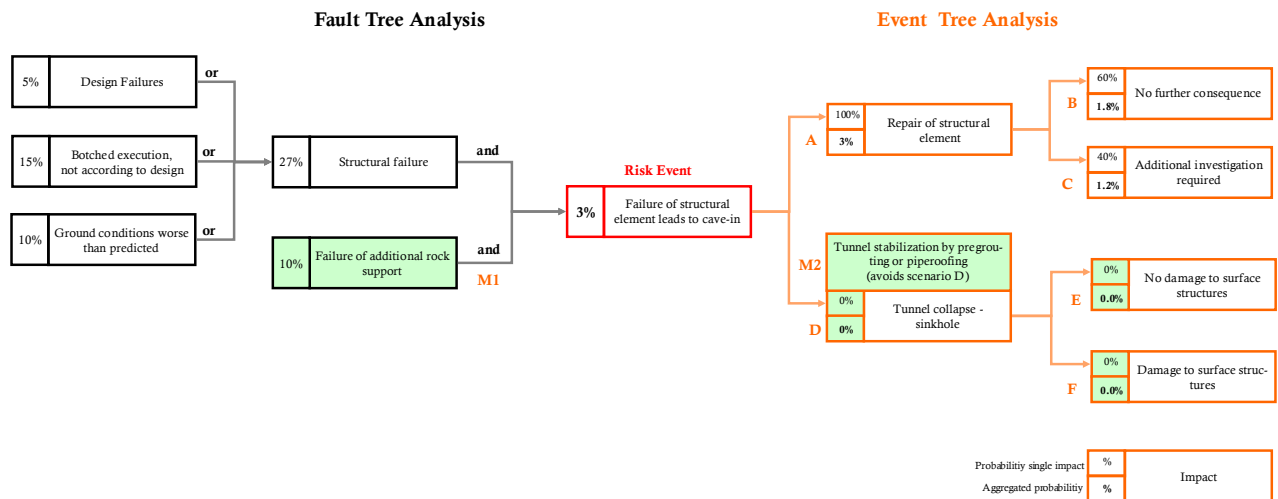 Fault Tree Analysis
Event Tree Analysis
5%
Design Failures
or
15%
Botched execution,
not according to design
or
10%
Ground conditions worse
than predicted
or
27%
Structural failure
and
10%
Failure of additional rock
support
and
M1
Risk Event
3%
Failure of structural
element leads to cave-in
A
100%
3%
Repair of structural
element
B
60%
1.8%
No further consequence
C
40%
1.2%
Additional investigation
required
M2
Tunnel stabilization by pregrou-
ting or piperoofing
(avoids scenario D)
D
0%
0%
Tunnel collapse -
sinkhole
E
0%
0.0%
No damage to surface
structures
F
0%
0.0%
Damage to surface struc-
tures
Probabilitiy single impact
%
Aggregated probabilitiy
%
Impact